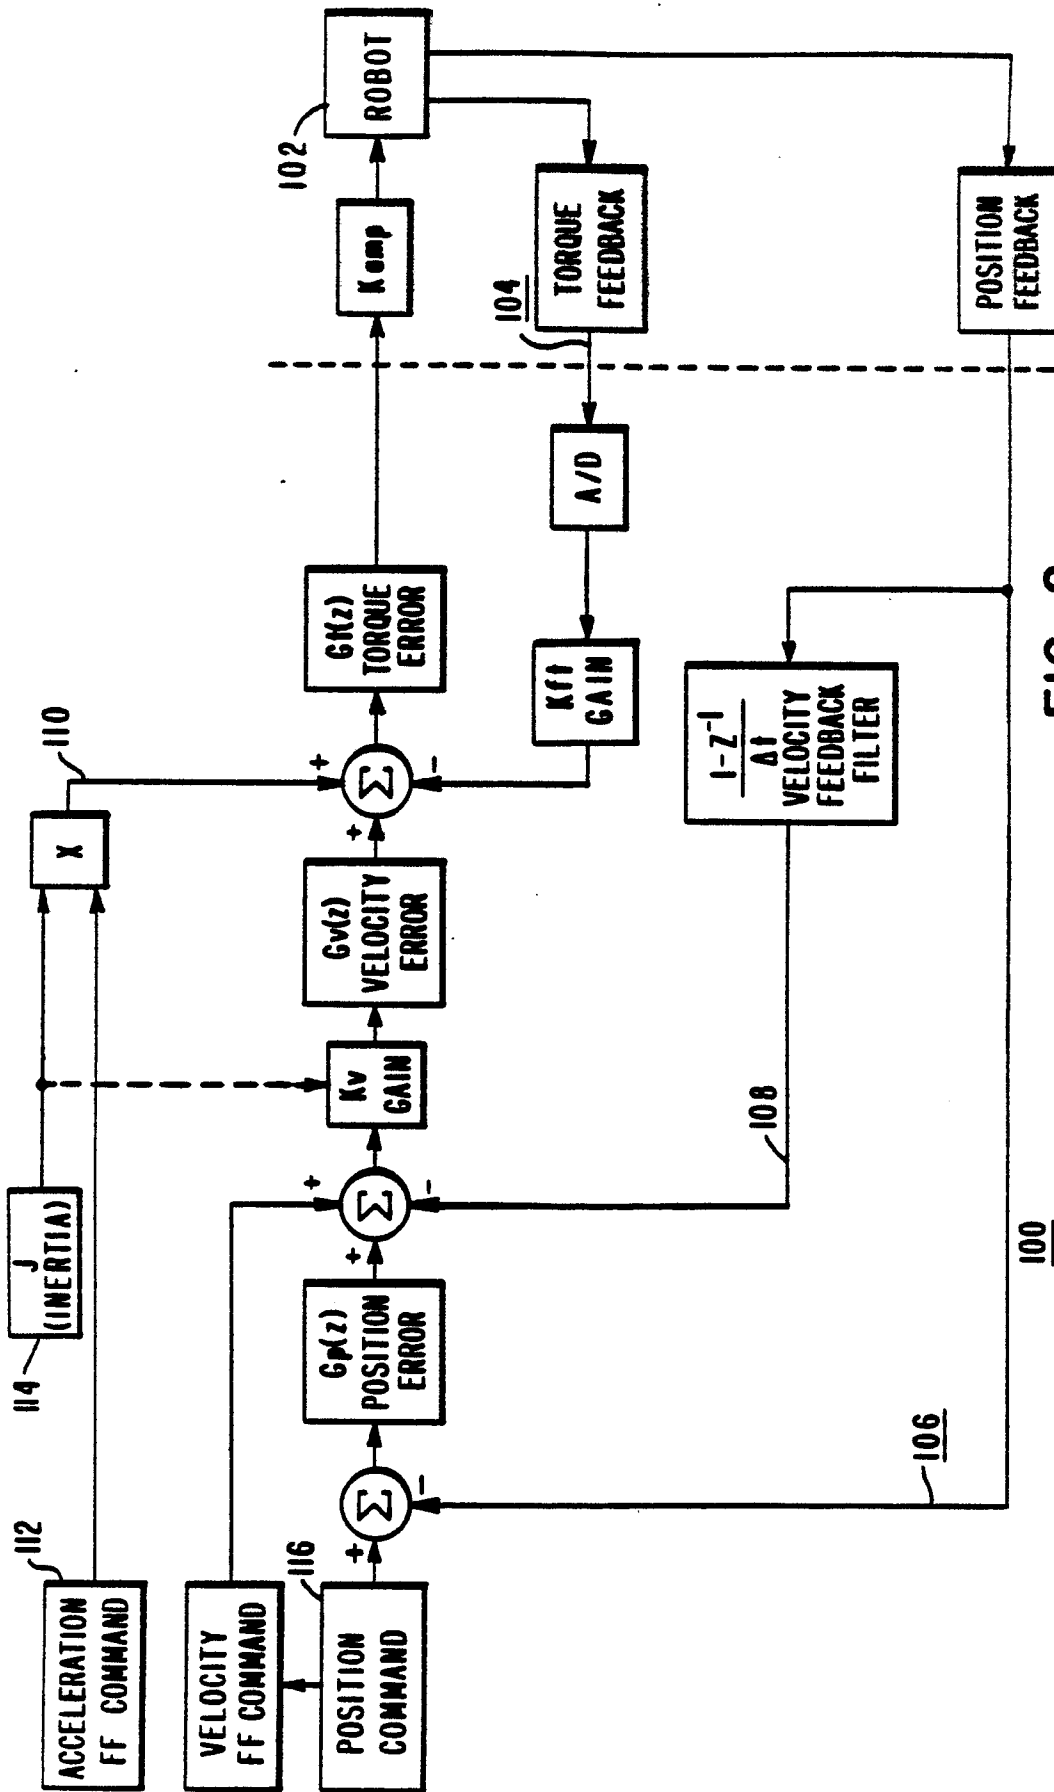 ACCELERATION
FF COMMAND
112
114
J
(INERTIA)
X
110
VELOCITY
FF COMMAND
POSITION
COMMAND
116
+
Σ
-
Gp(z)
POSITION
ERROR
+
+
Σ
-
Kv
GAIN
Gv(z)
VELOCITY
ERROR
+
+
Σ
-
Gt(z)
TORQUE
ERROR
Kamp
102
ROBOT
Kft
GAIN
A/D
104
TORQUE
FEEDBACK
108
1-Z⁻¹
Δt
VELOCITY
FEEDBACK
FILTER
106
POSITION
FEEDBACK
100